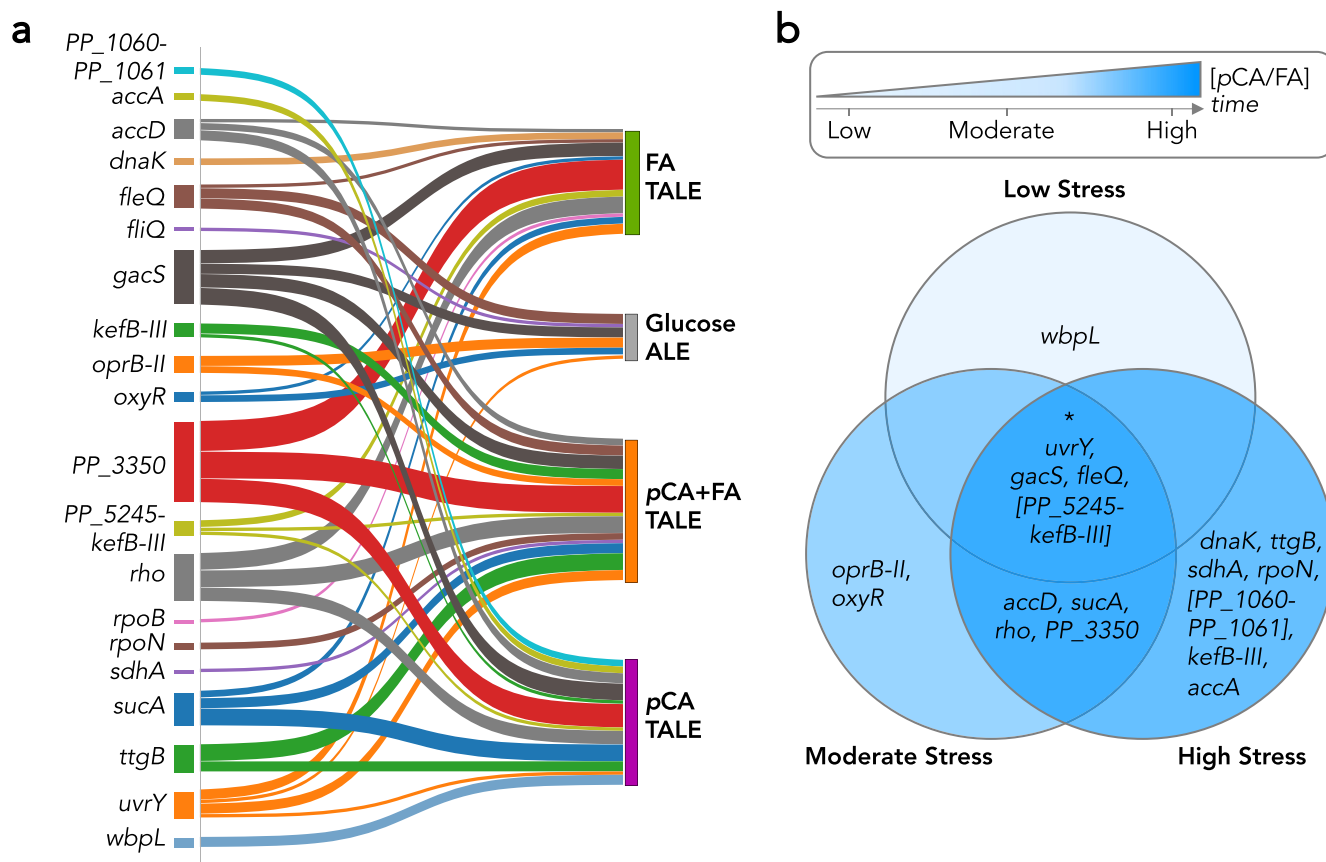 a
PP_1060-
PP_1061
accA
accD
dnaK
fleQ
fliQ
gacS
kefB-III
oprB-II
oxyR
PP_3350
PP_5245-
kefB-III
rho
rpoB
rpoN
sdhA
sucA
ttgB
uvrY
wbpL
FA
TALE
Glucose
ALE
pCA+FA
TALE
pCA
TALE
b
[pCA/FA]
time
Low
Moderate
High
Low Stress
wbpL
*
uvrY,
gacS, fleQ,
[PP_5245-
kefB-III]
oprB-II,
oxyR
accD, sucA,
rho, PP_3350
dnaK, ttgB,
sdhA, rpoN,
[PP_1060-
PP_1061],
kefB-III,
accA
Moderate Stress
High Stress